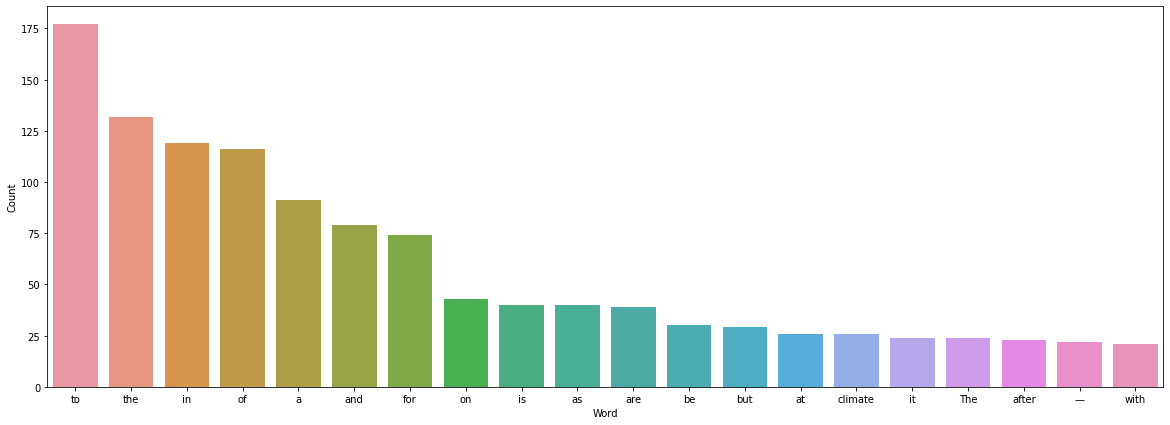 175
150
125
100
75
50
25
0
Count
to the in of a and for on is as are be but at climate it The after — with
Word